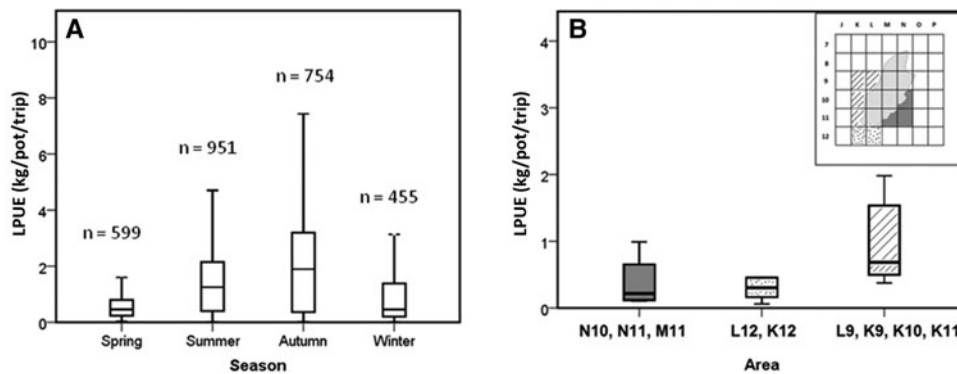 A
LPUE (kg/pot/trip)
10
8
6
4
2
0
n = 599
n = 951
n = 754
n = 455
Spring Summer Autumn Winter
Season
B
LPUE (kg/pot/trip)
4
3
2
1
0
J K L M N O P
7
8
9
10
11
12
N10, N11, M11 L12, K12 L9, K9, K10, K11
Area